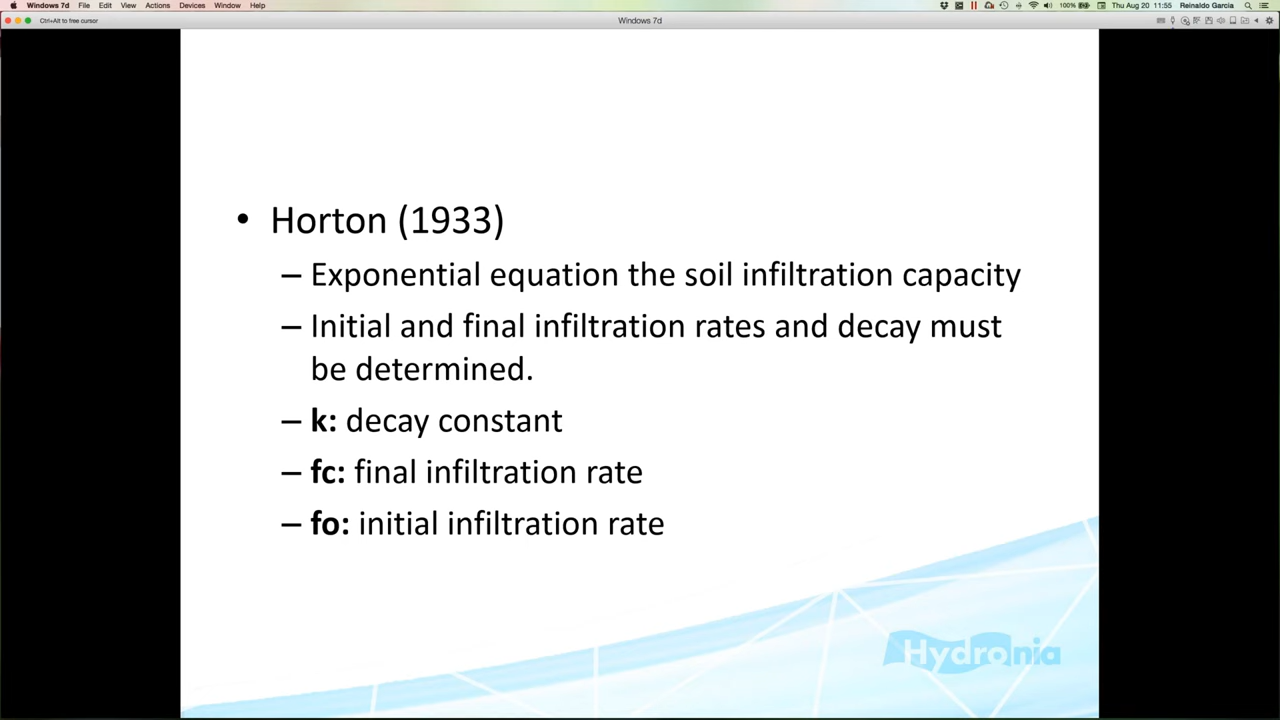 Windows 7d File Edit View Actions Devices Window Help
100% Thu Aug 20 11:55 Reinaldo Garcia
Ctrl+Alt to free cursor
Windows 7d
• Horton (1933)
– Exponential equation the soil infiltration capacity
– Initial and final infiltration rates and decay must
be determined.
– k: decay constant
– fc: final infiltration rate
– fo: initial infiltration rate
Hydronia